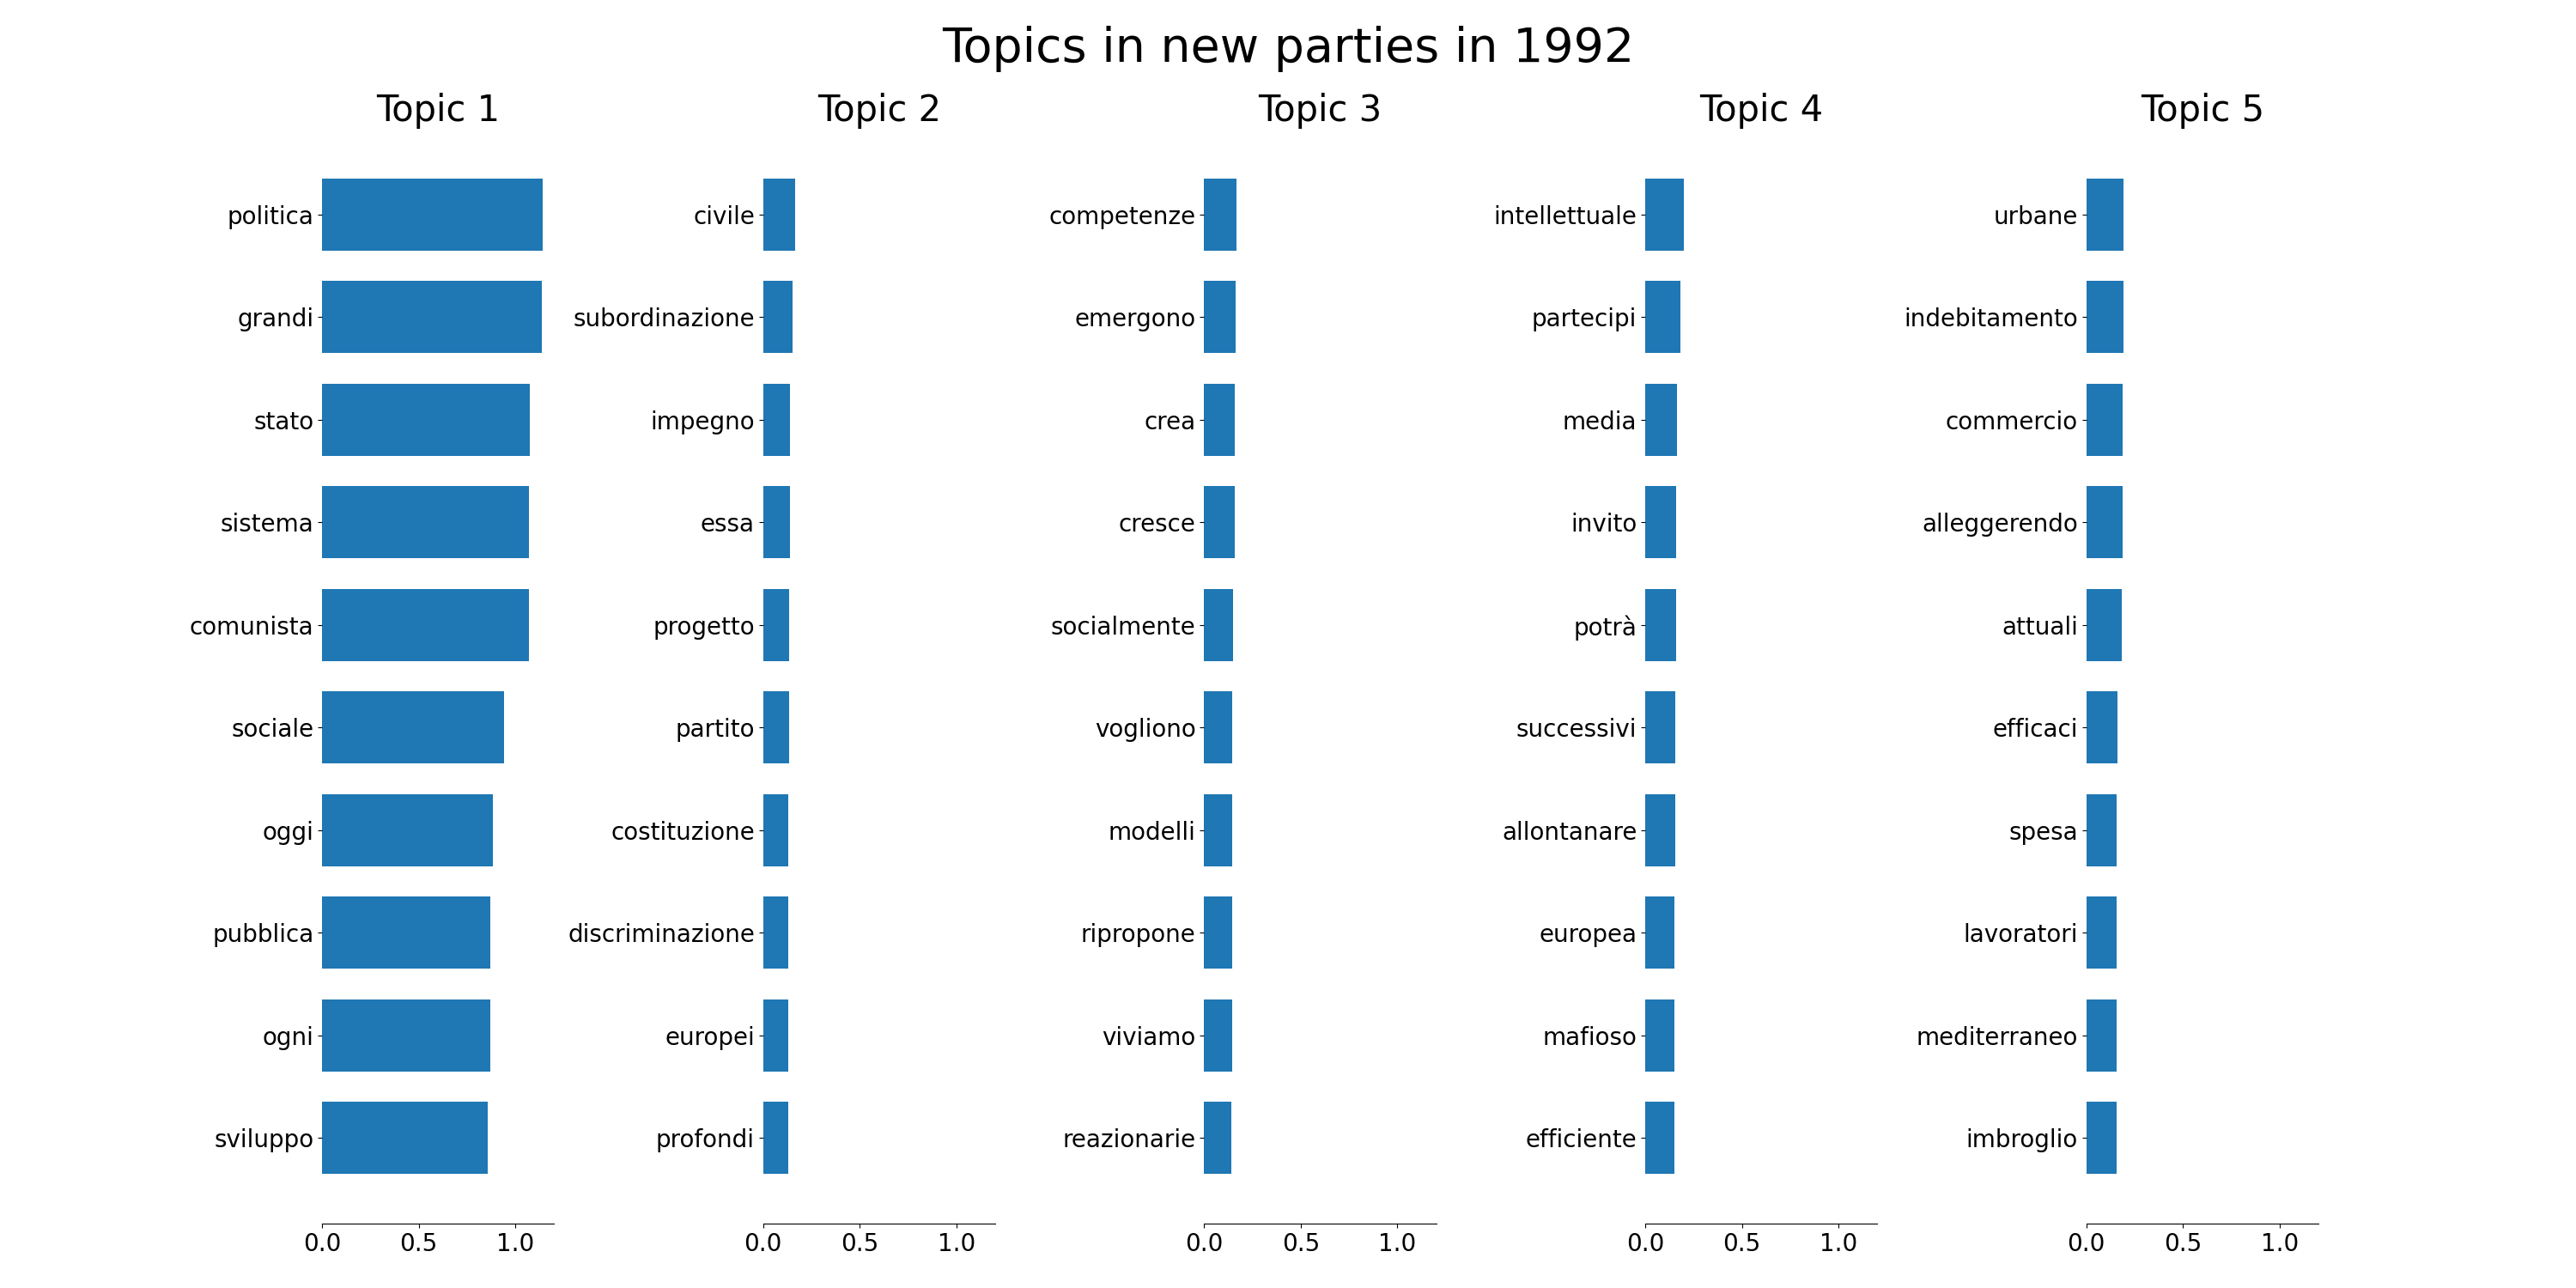 Topics in new parties in 1992
Topic 1
politica
grandi
stato
sistema
comunista
sociale
oggi
pubblica
ogni
sviluppo
0.0 0.5 1.0
Topic 2
civile
subordinazione
impegno
essa
progetto
partito
costituzione
discriminazione
europei
profondi
0.0 0.5 1.0
Topic 3
competenze
emergono
crea
cresce
socialmente
vogliono
modelli
ripropone
viviamo
reazionarie
0.0 0.5 1.0
Topic 4
intellettuale
partecipi
media
invito
potrà
successivi
allontanare
europea
mafioso
efficiente
0.0 0.5 1.0
Topic 5
urbane
indebitamento
commercio
alleggerendo
attuali
efficaci
spesa
lavoratori
mediterraneo
imbroglio
0.0 0.5 1.0